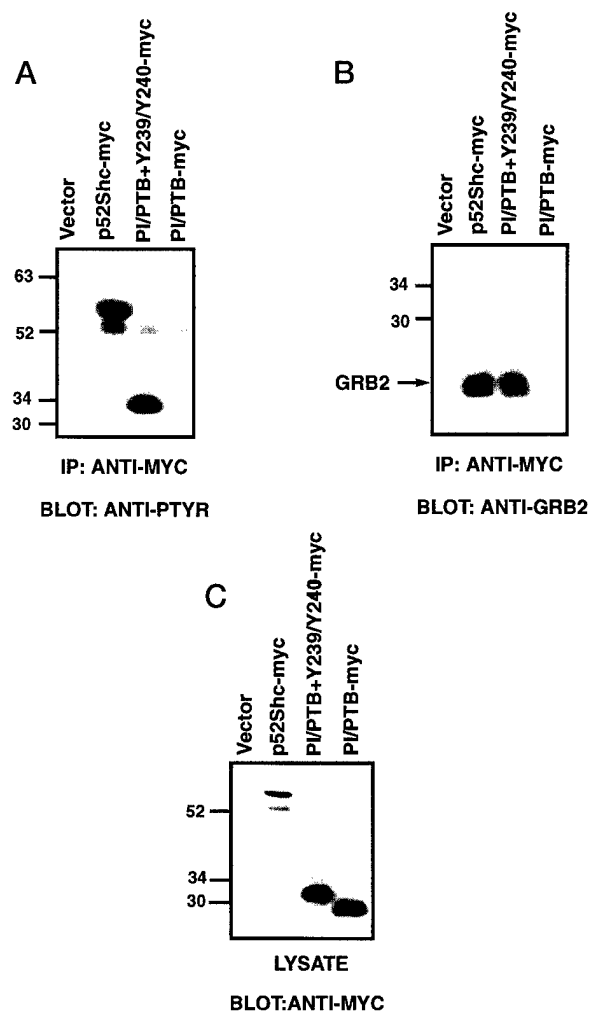 A
Vector
p52Shc-myc
PI/PTB+Y239/Y240-myc
PI/PTB-myc
63
52
34
30
IP: ANTI-MYC
BLOT: ANTI-PTYR
B
Vector
p52Shc-myc
PI/PTB+Y239/Y240-myc
PI/PTB-myc
34
30
GRB2
IP: ANTI-MYC
BLOT: ANTI-GRB2
C
Vector
p52Shc-myc
PI/PTB+Y239/Y240-myc
PI/PTB-myc
52
34
30
LYSATE
BLOT:ANTI-MYC